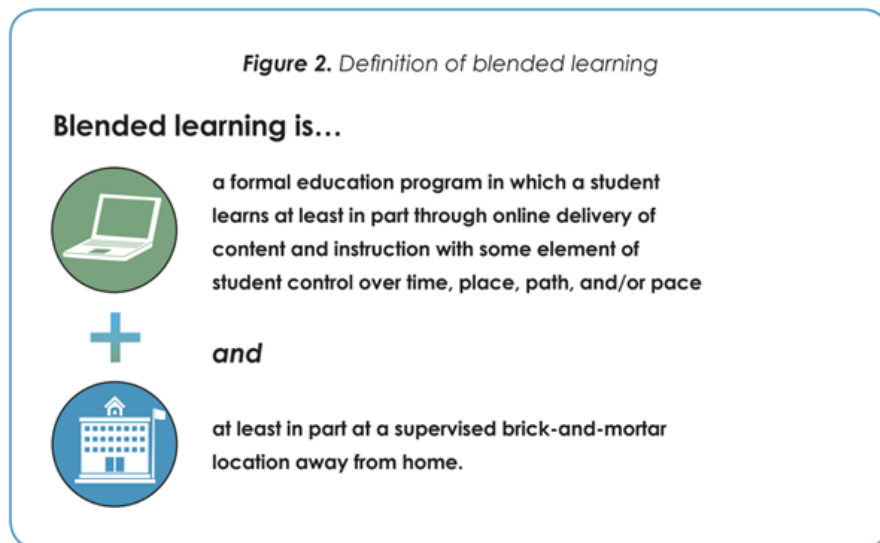 Figure 2. Definition of blended learning
Blended learning is…
a formal education program in which a student
learns at least in part through online delivery of
content and instruction with some element of
student control over time, place, path, and/or pace
+
and
at least in part at a supervised brick-and-mortar
location away from home.